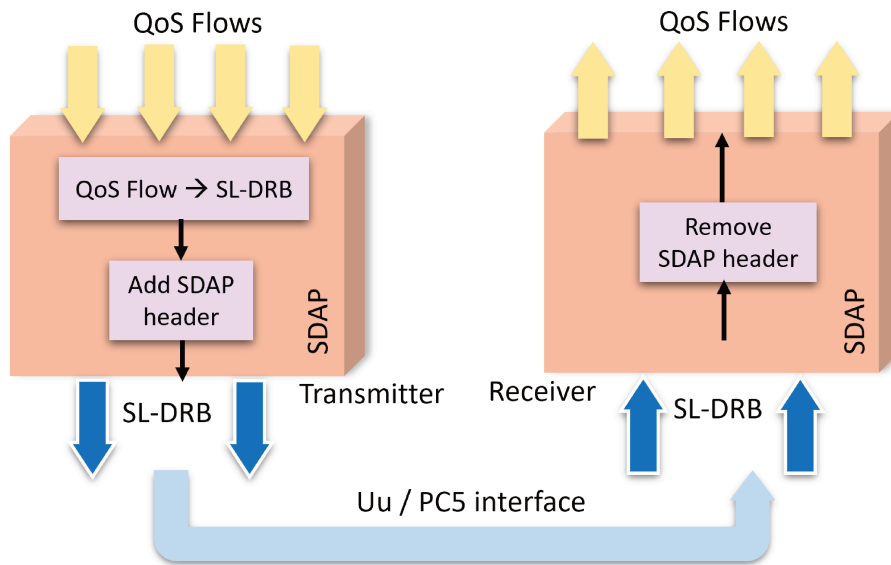 QoS Flows
QoS Flow → SL-DRB
Add SDAP
header
SDAP
Transmitter
SL-DRB
QoS Flows
Remove
SDAP header
SDAP
Receiver
SL-DRB
Uu / PC5 interface